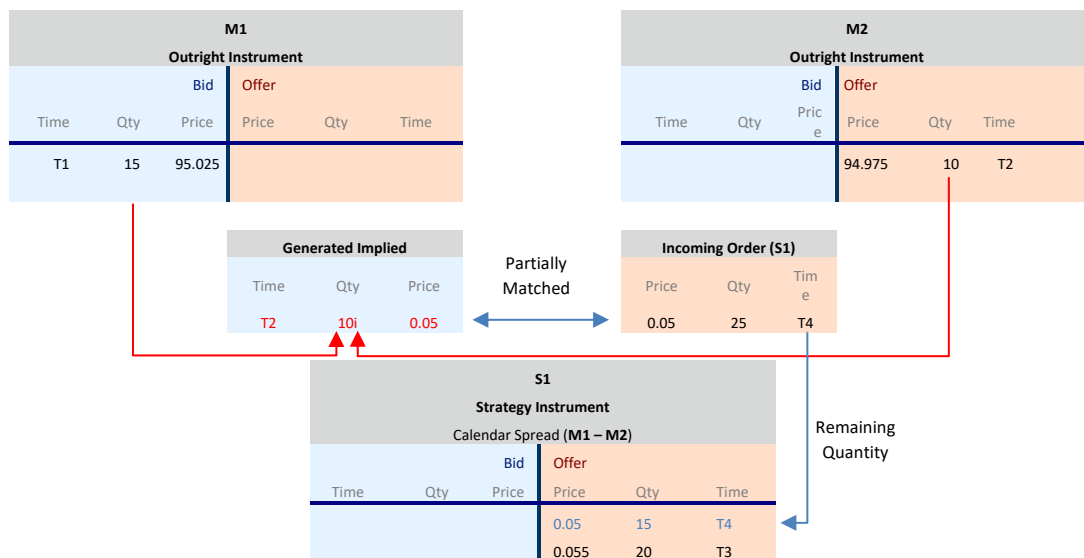 M1
Outright Instrument
Bid Offer
Time Qty Price Price Qty Time
T1 15 95.025
M2
Outright Instrument
Bid Offer
Time Qty Pric
e Price Qty Time
94.975 10 T2
Generated Implied
Time Qty Price
T2 10i 0.05
Partially
Matched
Incoming Order (S1)
Price Qty Tim
e
0.05 25 T4
S1
Strategy Instrument
Calendar Spread (M1 – M2)
Bid Offer
Time Qty Price Price Qty Time
0.05 15 T4
0.055 20 T3
Remaining
Quantity